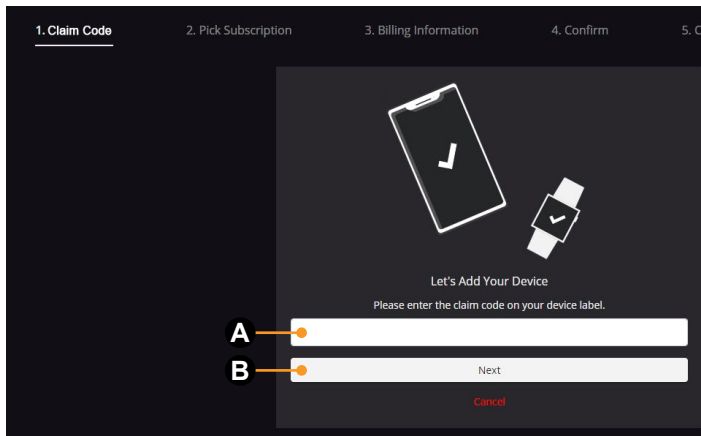 1. Claim Code 2. Pick Subscription 3. Billing Information 4. Confirm 5. C
Let's Add Your Device
Please enter the claim code on your device label.
A
B Next
Cancel